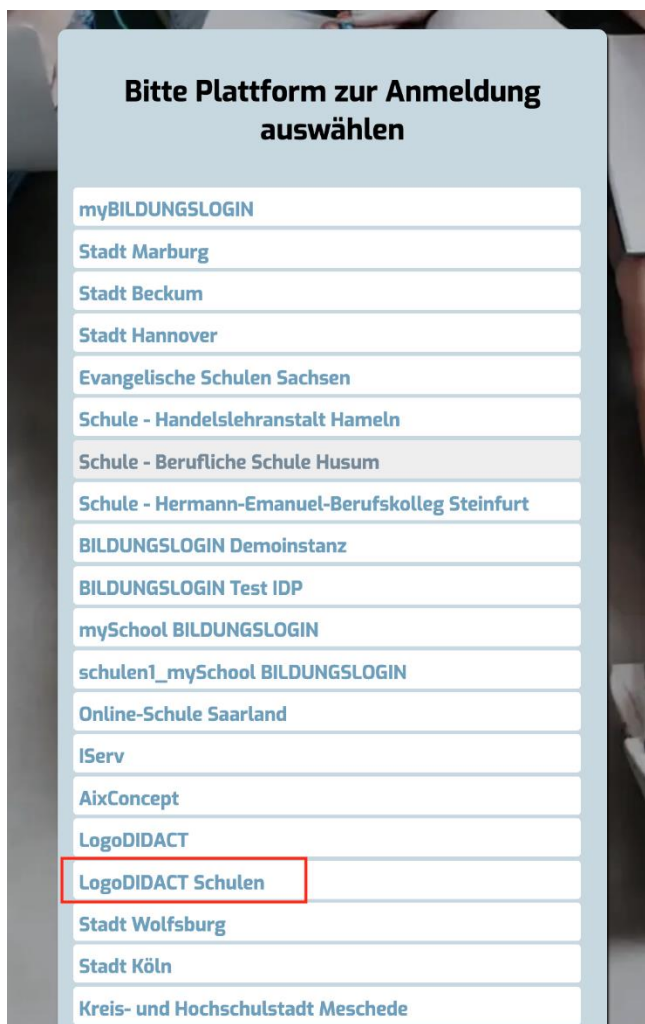 Bitte Plattform zur Anmeldung
auswählen
myBILDUNGSLOGIN
Stadt Marburg
Stadt Beckum
Stadt Hannover
Evangelische Schulen Sachsen
Schule - Handelslehranstalt Hameln
Schule - Berufliche Schule Husum
Schule - Hermann-Emanuel-Berufskolleg Steinfurt
BILDUNGSLOGIN Demoinstanz
BILDUNGSLOGIN Test IDP
mySchool BILDUNGSLOGIN
schulen1_mySchool BILDUNGSLOGIN
Online-Schule Saarland
IServ
AixConcept
LogoDIDACT
LogoDIDACT Schulen
Stadt Wolfsburg
Stadt Köln
Kreis- und Hochschulstadt Meschede